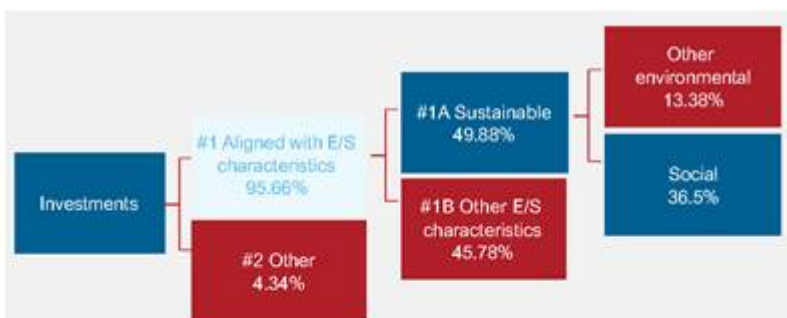 Investments
#1 Aligned with E/S
characteristics
95.66%
#2 Other
4.34%
#1A Sustainable
49.88%
#1B Other E/S
characteristics
45.78%
Other
environmental
13.38%
Social
36.5%